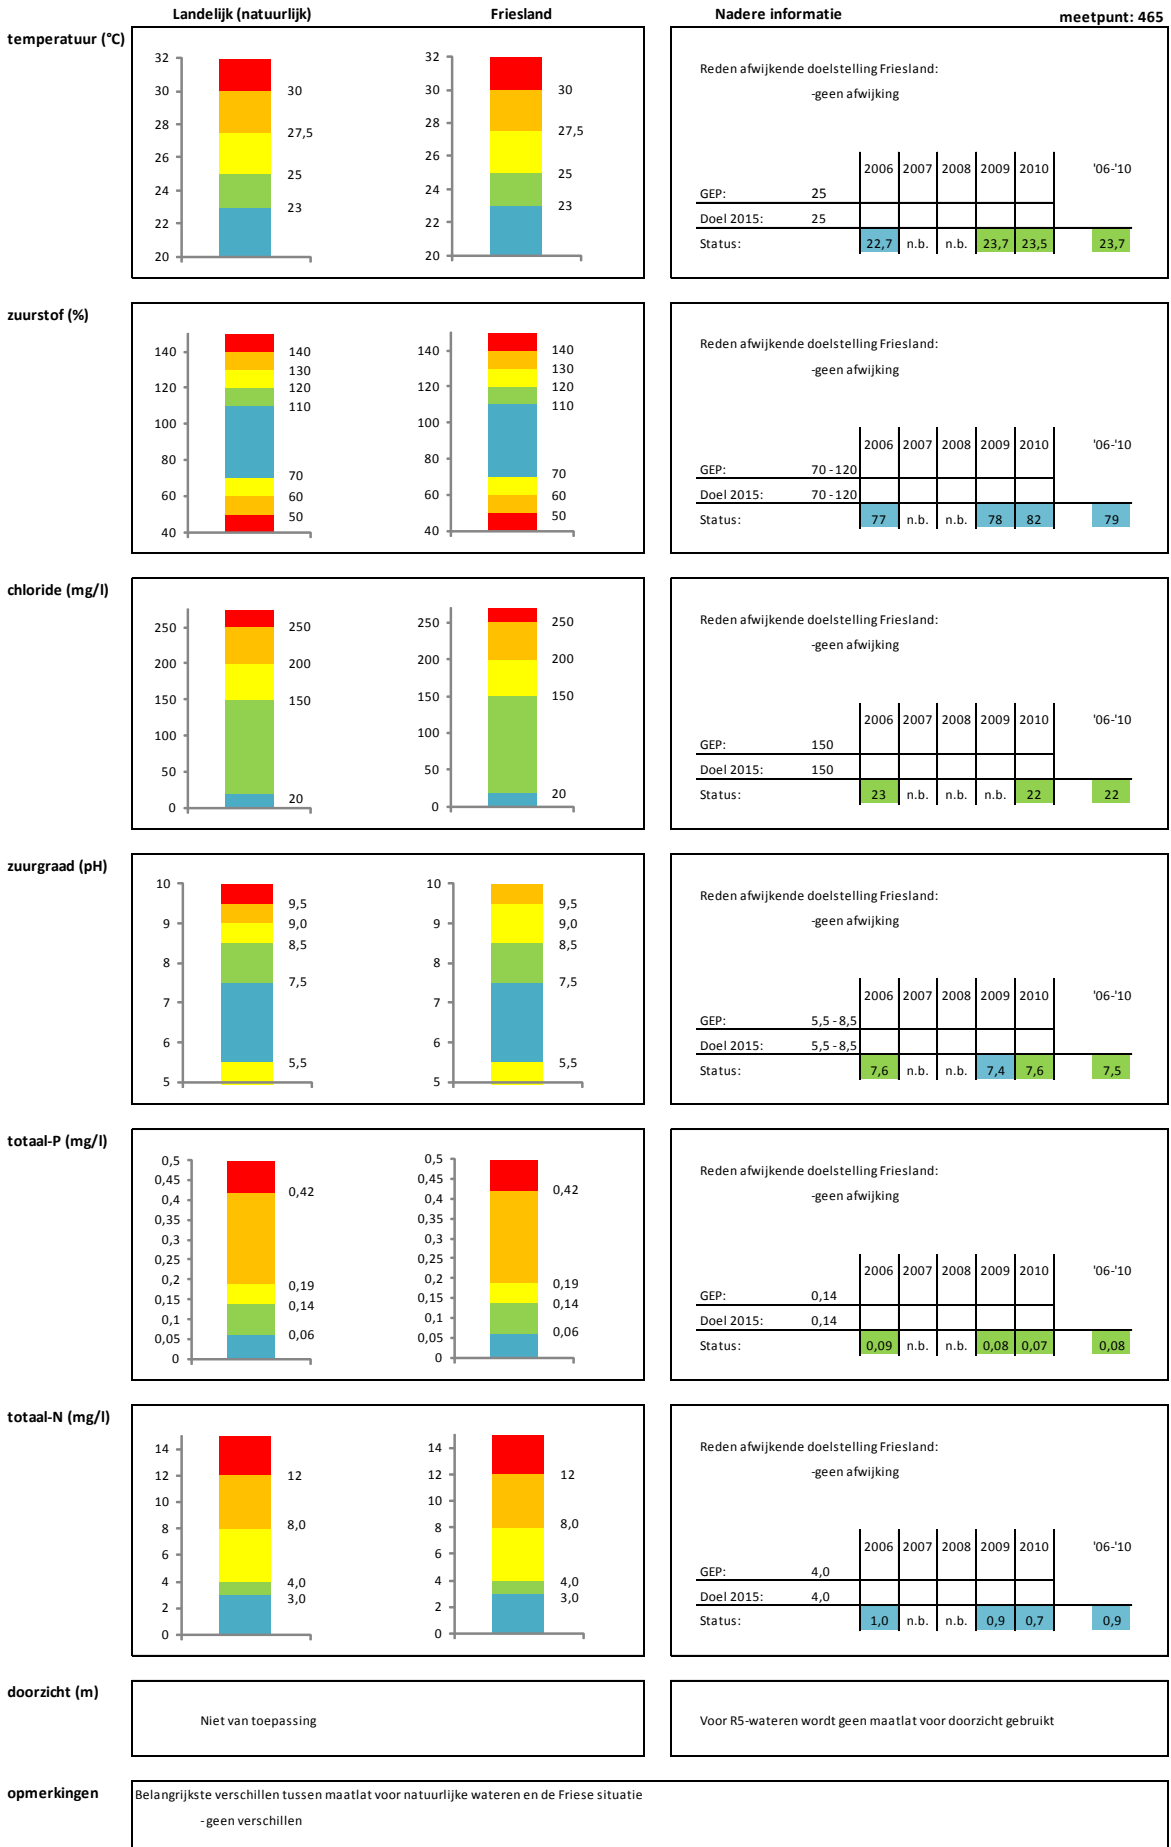 Landelijk (natuurlijk) Friesland Nadere informatie meetpunt: 465
temperatuur (°C)
32
30
28
26
24
22
20
30
27,5
25
23
32
30
28
26
24
22
20
30
27,5
25
23
Reden afwijkende doelstelling Friesland:
-geen afwijking
2006 2007 2008 2009 2010 '06-'10
GEP: 25
Doel 2015: 25
Status: 22,7 n.b. n.b. 23,7 23,5 23,7
zuurstof (%)
140
120
100
80
60
40
140
130
120
110
70
60
50
140
120
100
80
60
40
140
130
120
110
70
60
50
Reden afwijkende doelstelling Friesland:
-geen afwijking
2006 2007 2008 2009 2010 '06-'10
GEP: 70 - 120
Doel 2015: 70 - 120
Status: 77 n.b. n.b. 78 82 79
chloride (mg/l)
250
200
150
100
50
0
250
200
150
20
250
200
150
100
50
0
250
200
150
20
Reden afwijkende doelstelling Friesland:
-geen afwijking
2006 2007 2008 2009 2010 '06-'10
GEP: 150
Doel 2015: 150
Status: 23 n.b. n.b. n.b. 22 22
zuurgraad (pH)
10
9
8
7
6
5
9,5
9,0
8,5
7,5
5,5
10
9
8
7
6
5
9,5
9,0
8,5
7,5
5,5
Reden afwijkende doelstelling Friesland:
-geen afwijking
2006 2007 2008 2009 2010 '06-'10
GEP: 5,5 - 8,5
Doel 2015: 5,5 - 8,5
Status: 7,6 n.b. n.b. 7,4 7,6 7,5
totaal-P (mg/l)
0,5
0,45
0,4
0,35
0,3
0,25
0,2
0,15
0,1
0,05
0
0,42
0,19
0,14
0,06
0,5
0,45
0,4
0,35
0,3
0,25
0,2
0,15
0,1
0,05
0
0,42
0,19
0,14
0,06
Reden afwijkende doelstelling Friesland:
-geen afwijking
2006 2007 2008 2009 2010 '06-'10
GEP: 0,14
Doel 2015: 0,14
Status: 0,09 n.b. n.b. 0,08 0,07 0,08
totaal-N (mg/l)
14
12
10
8
6
4
2
0
12
8,0
4,0
3,0
14
12
10
8
6
4
2
0
12
8,0
4,0
3,0
Reden afwijkende doelstelling Friesland:
-geen afwijking
2006 2007 2008 2009 2010 '06-'10
GEP: 4,0
Doel 2015: 4,0
Status: 1,0 n.b. n.b. 0,9 0,7 0,9
doorzicht (m)
Niet van toepassing
Voor R5-wateren wordt geen maatlat voor doorzicht gebruikt
opmerkingen
Belangrijkste verschillen tussen maatlat voor natuurlijke wateren en de Friese situatie
- geen verschillen